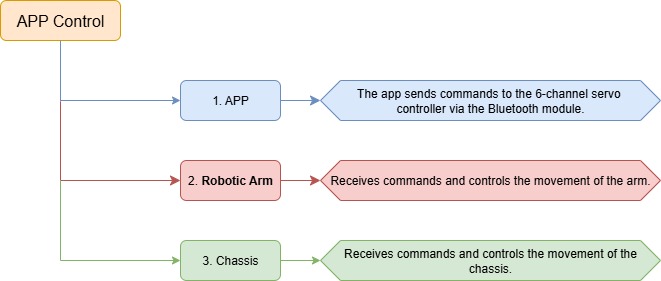 APP Control
1. APP
The app sends commands to the 6-channel servo
controller via the Bluetooth module.
2. Robotic Arm
Receives commands and controls the movement of the arm.
3. Chassis
Receives commands and controls the movement of the
chassis.